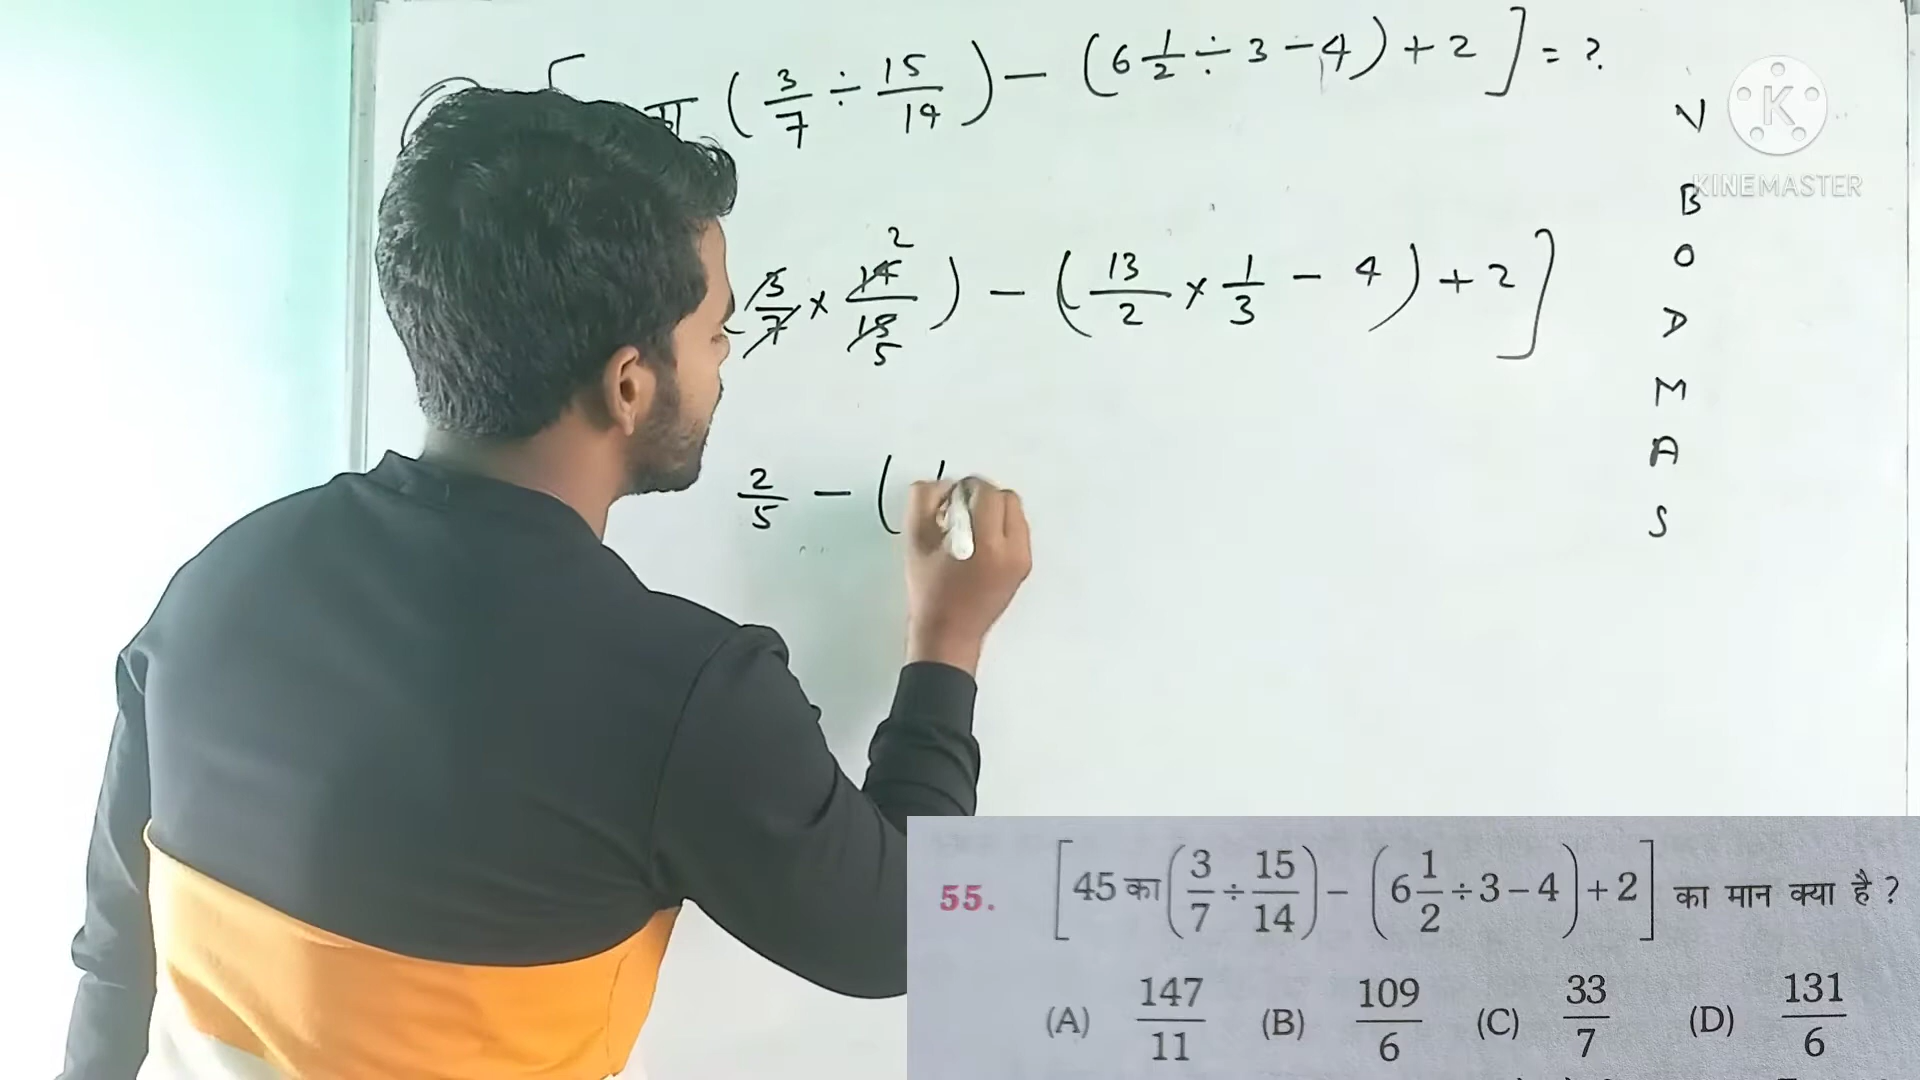 ( 3/7 ÷ 15/14 ) − ( 6 1/2 ÷ 3 − 4 ) + 2 ] = ?
( 3/7 × 14/15 2 5 ) − ( 13/2 × 1/3 − 4 ) + 2 ]
2/5 − (
V
B
O
D
M
A
S
K
KINEMASTER
55. [ 45 का ( 3/7 ÷ 15/14 ) − ( 6 1/2 ÷ 3 − 4 ) + 2 ] का मान क्या है ?
(A) 147/11 (B) 109/6 (C) 33/7 (D) 131/6